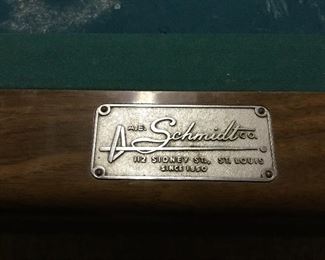 A.E. Schmidt CO.
112 SIDNEY ST., ST. LOUIS
SINCE 1850